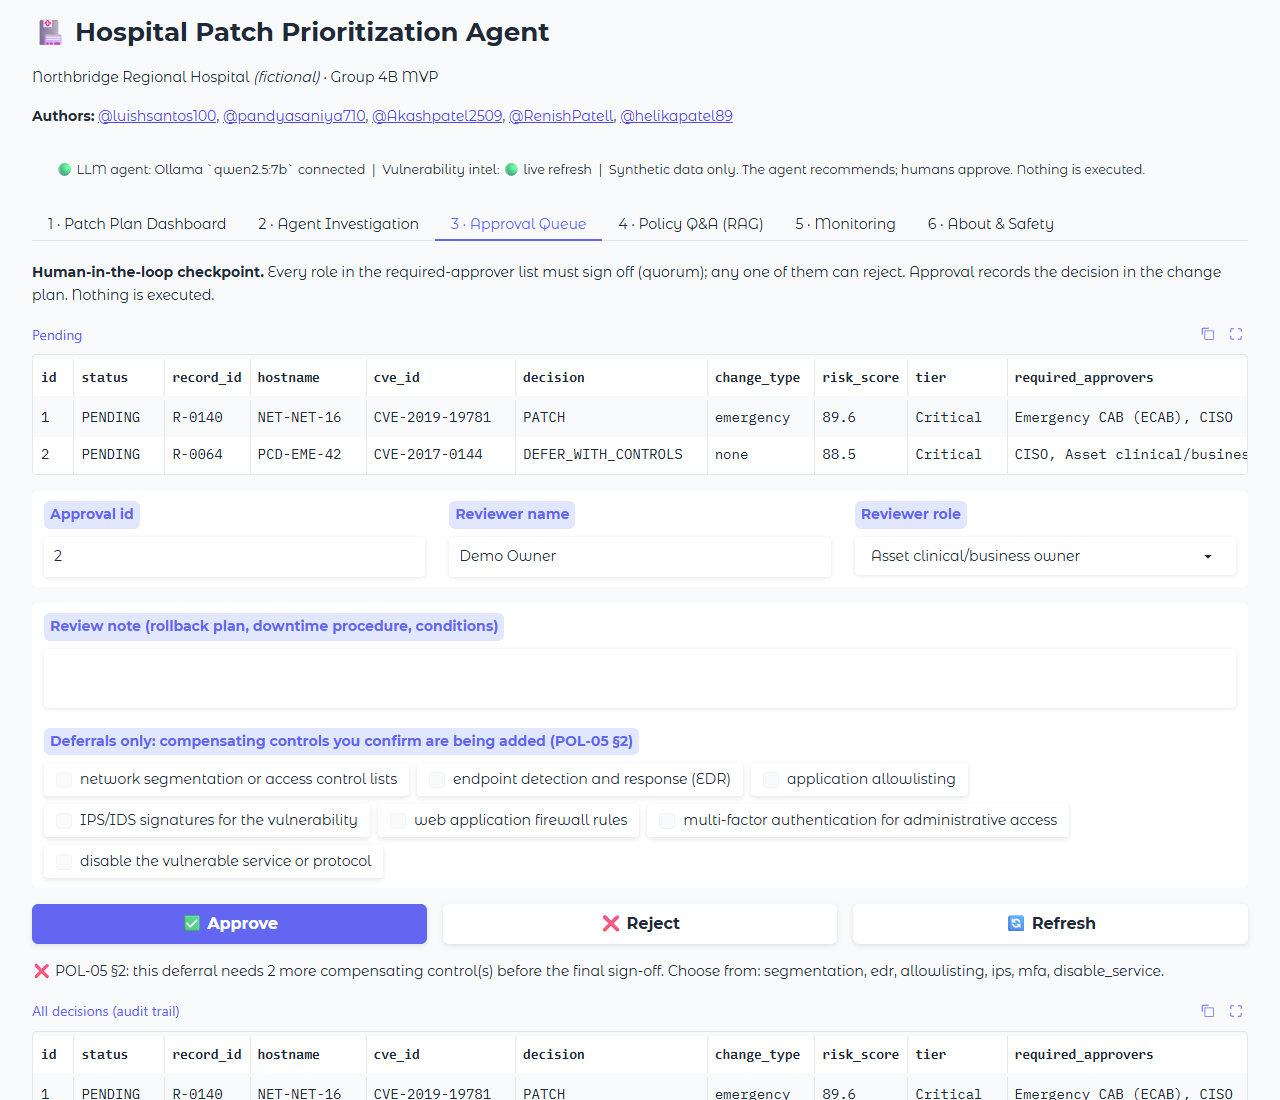 Hospital Patch Prioritization Agent
Northbridge Regional Hospital (fictional) · Group 4B MVP
Authors: @luishsantos100, @pandyasaniya710, @Akashpatel2509, @RenishPatell, @helikapatel89
LLM agent: Ollama `qwen2.5:7b` connected | Vulnerability intel: live refresh | Synthetic data only. The agent recommends; humans approve. Nothing is executed.
1 · Patch Plan Dashboard 2 · Agent Investigation 3 · Approval Queue 4 · Policy Q&A (RAG) 5 · Monitoring 6 · About & Safety
Human-in-the-loop checkpoint. Every role in the required-approver list must sign off (quorum); any one of them can reject. Approval records the decision in the change
plan. Nothing is executed.
Pending
id status record_id hostname cve_id decision change_type risk_score tier required_approvers
1 PENDING R-0140 NET-NET-16 CVE-2019-19781 PATCH emergency 89.6 Critical Emergency CAB (ECAB), CISO
2 PENDING R-0064 PCD-EME-42 CVE-2017-0144 DEFER_WITH_CONTROLS none 88.5 Critical CISO, Asset clinical/busines
Approval id Reviewer name Reviewer role
2 Demo Owner Asset clinical/business owner
Review note (rollback plan, downtime procedure, conditions)
Deferrals only: compensating controls you confirm are being added (POL-05 §2)
network segmentation or access control lists endpoint detection and response (EDR) application allowlisting
IPS/IDS signatures for the vulnerability web application firewall rules multi-factor authentication for administrative access
disable the vulnerable service or protocol
Approve Reject Refresh
POL-05 §2: this deferral needs 2 more compensating control(s) before the final sign-off. Choose from: segmentation, edr, allowlisting, ips, mfa, disable_service.
All decisions (audit trail)
id status record_id hostname cve_id decision change_type risk_score tier required_approvers
1 PENDING R-0140 NET-NET-16 CVE-2019-19781 PATCH emergency 89.6 Critical Emergency CAB (ECAB), CISO